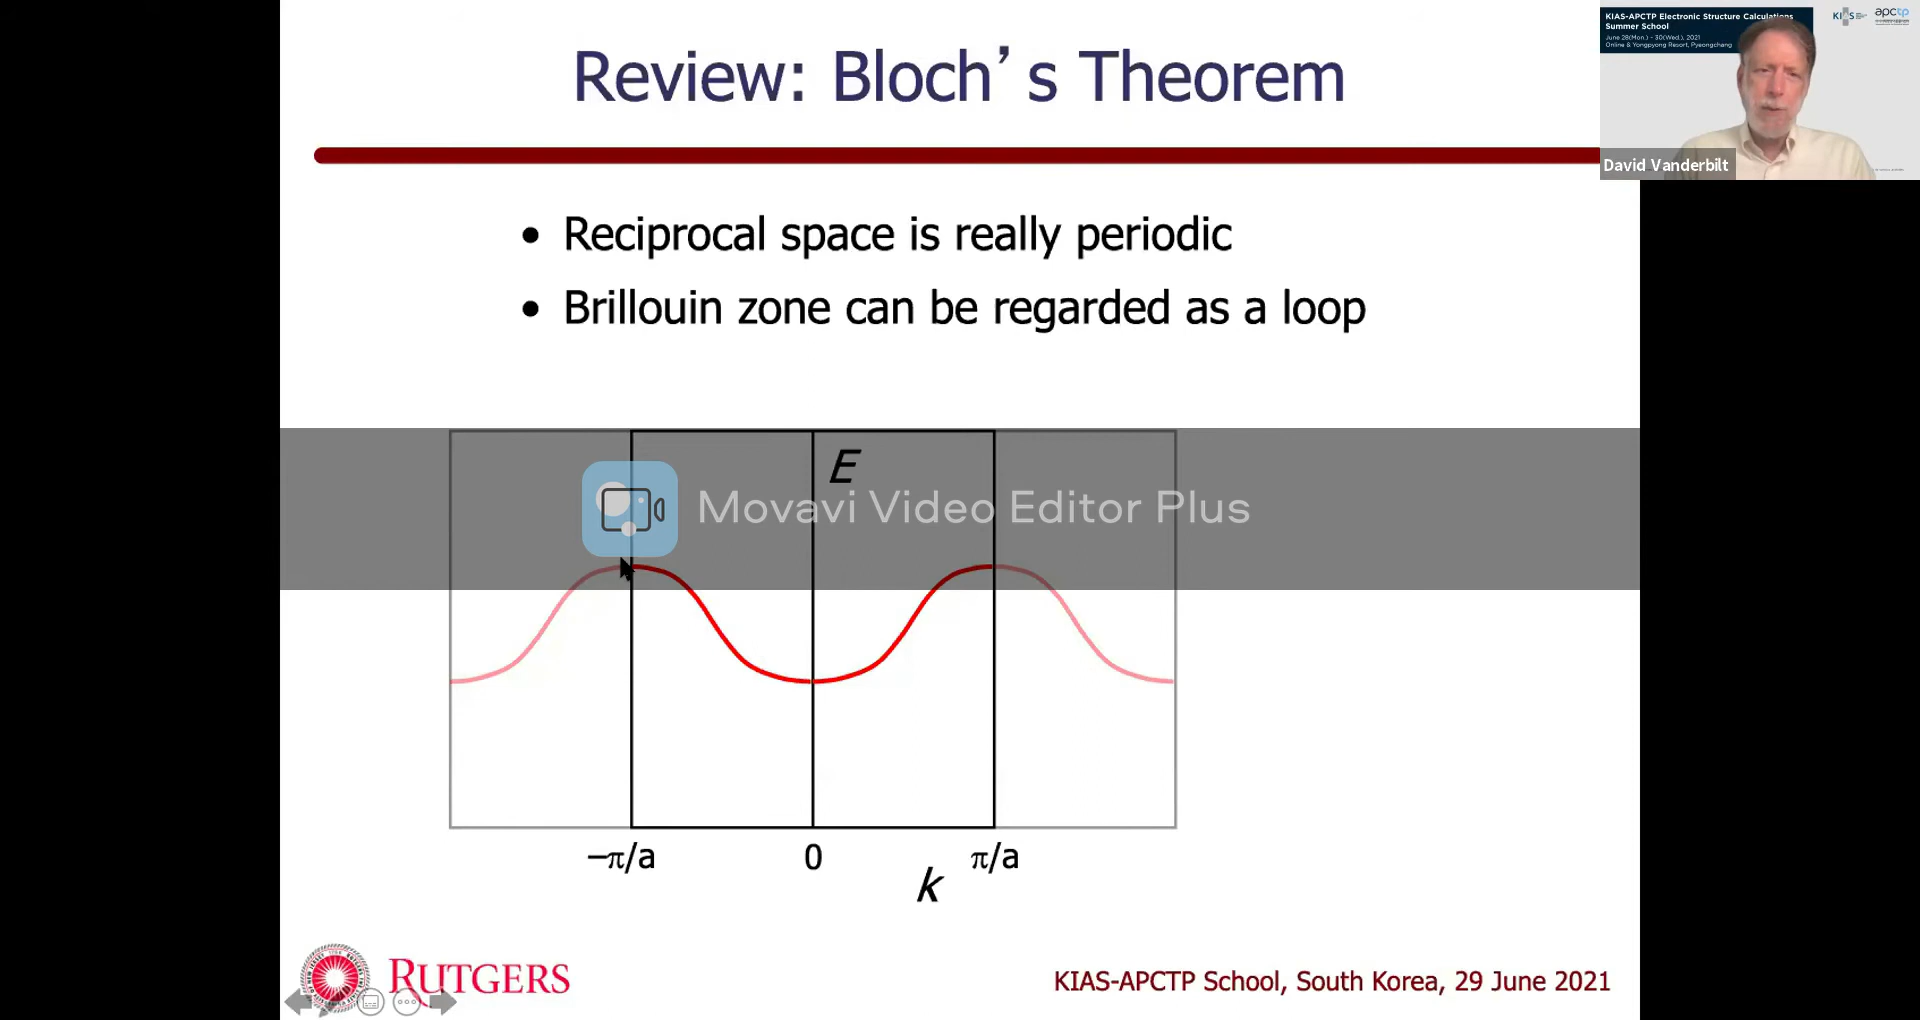 Review: Bloch’s Theorem
KIAS-APCTP Electronic Structure Calculations
Summer School
June 28(Mon.) - 30(Wed.), 2021
Online & Yongpyong Resort, Pyeongchang
KIAS
apctp
David Vanderbilt
• Reciprocal space is really periodic
• Brillouin zone can be regarded as a loop
E
Movavi Video Editor Plus
–π/a
0
π/a
k
RUTGERS
KIAS-APCTP School, South Korea, 29 June 2021